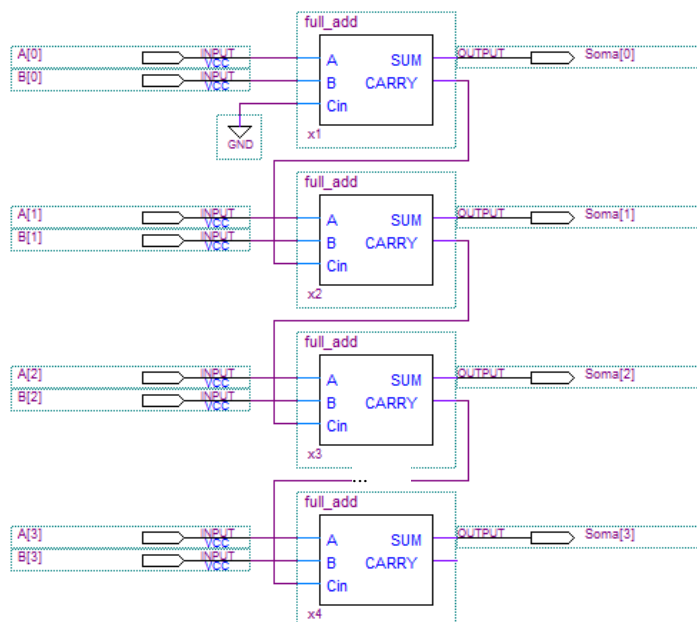 full_add
A[0] INPUT VCC A SUM OUTPUT Soma[0]
B[0] INPUT VCC B CARRY
Cin
GND
x1
full_add
A[1] INPUT VCC A SUM OUTPUT Soma[1]
B[1] INPUT VCC B CARRY
Cin
x2
full_add
A[2] INPUT VCC A SUM OUTPUT Soma[2]
B[2] INPUT VCC B CARRY
Cin
x3
...
full_add
A[3] INPUT VCC A SUM OUTPUT Soma[3]
B[3] INPUT VCC B CARRY
Cin
x4